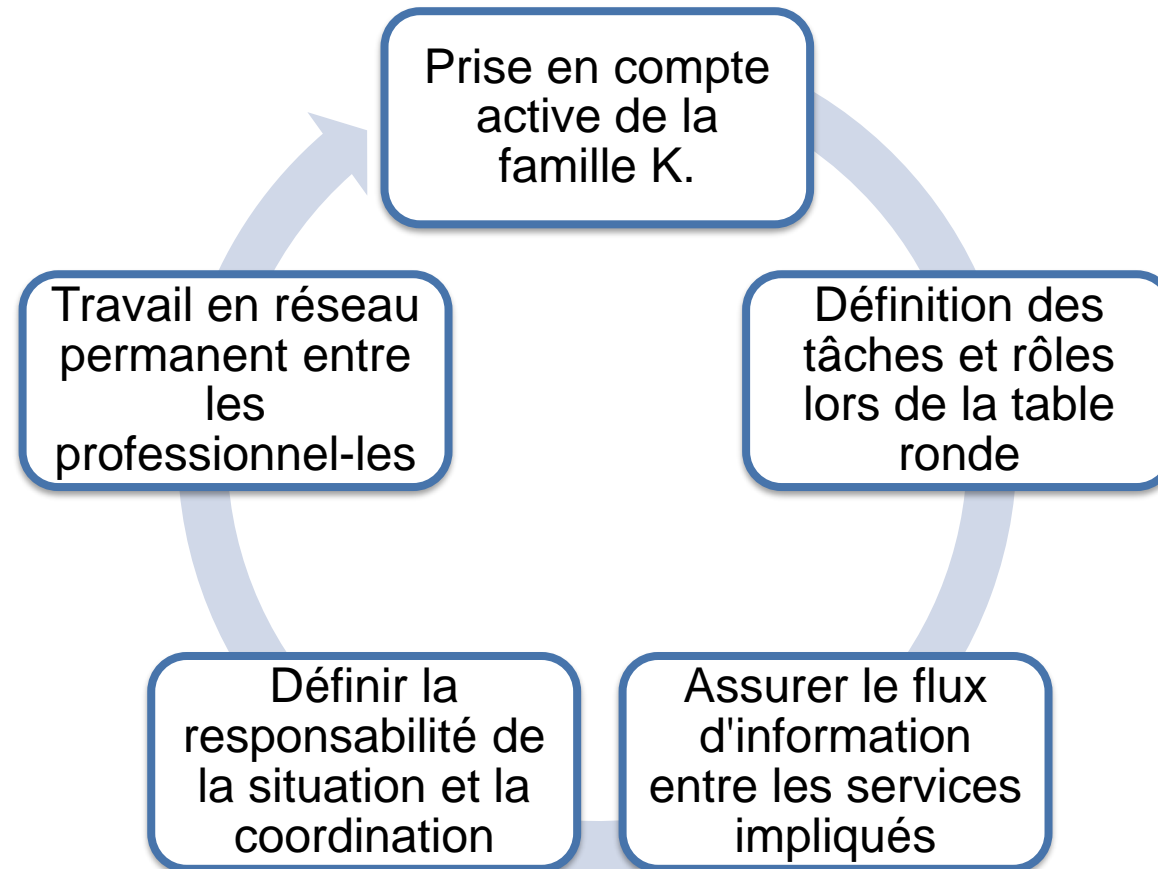 Prise en compte
active de la
famille K.
Définition des
tâches et rôles
lors de la table
ronde
Assurer le flux
d'information
entre les services
impliqués
Définir la
responsabilité de
la situation et la
coordination
Travail en réseau
permanent entre
les
professionnel-les